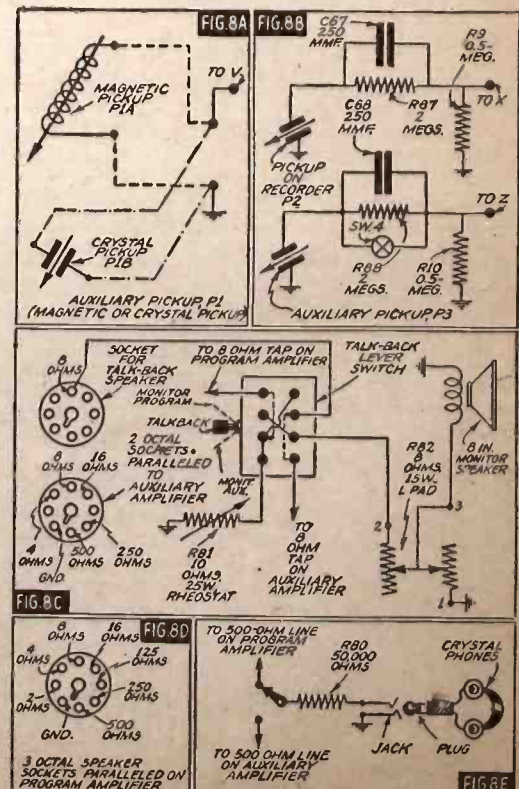 FIG.8A
MAGNETIC
PICKUP
P1A
TO V
CRYSTAL
PICKUP
P1B
AUXILIARY PICKUP, P1
(MAGNETIC OR CRYSTAL PICKUP)
FIG.8B
C67
250
MMF.
R9
0.5-
MEG.
TO X
C68
250
MMF.
R87
2
MEGS.
PICKUP
ON
RECORDER
P2
TO Z
SW.4
R88
2
MEGS.
R10
0.5-
MEG.
AUXILIARY PICKUP, P3
8
OHMS
SOCKET
FOR
TALK-BACK
SPEAKER
TO 8 OHM TAP ON
PROGRAM AMPLIFIER
TALK-BACK
LEVER
SWITCH
MONITOR
PROGRAM
TALKBACK
MONIT.
AUX.
8
OHMS
16
OHMS
2 OCTAL
SOCKETS
PARALLELED
TO
AUXILIARY
AMPLIFIER
4
OHMS
GND.
500
OHMS
250
OHMS
R81
10
OHMS,
25W.
RHEOSTAT
TO
8
OHM
TAP
ON
AUXILIARY
AMPLIFIER
R82
8
OHMS,
15W.
L PAD
8 IN.
MONITOR
SPEAKER
2
3
1
FIG.8C
FIG.8D
8
OHMS
16
OHMS
4
OHMS
125
OHMS
2
OHMS
250
OHMS
GND.
500
OHMS
3 OCTAL SPEAKER
SOCKETS PARALLELED ON
PROGRAM AMPLIFIER
TO 500-OHM LINE
ON PROGRAM
AMPLIFIER
R80
50,000
OHMS
CRYSTAL
PHONES
JACK
PLUG
TO 500 OHM LINE
ON AUXILIARY
AMPLIFIER
FIG.8E